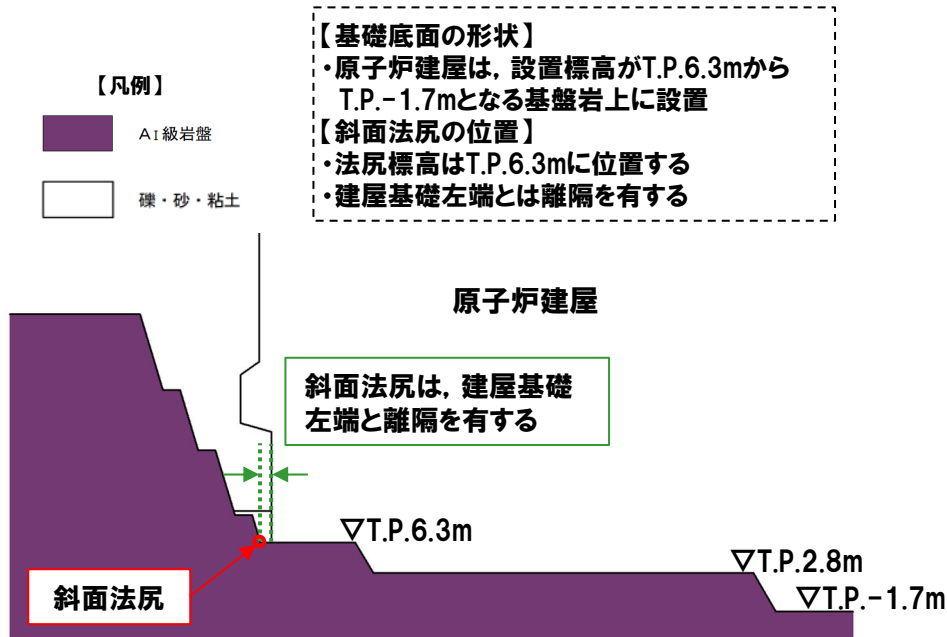 【基礎底面の形状】
・原子炉建屋は，設置標高がT.P.6.3mから
T.P.-1.7mとなる基盤岩上に設置
【斜面法尻の位置】
・法尻標高はT.P.6.3mに位置する
・建屋基礎左端とは離隔を有する
【凡例】
AⅠ級岩盤
礫・砂・粘土
原子炉建屋
斜面法尻は，建屋基礎
左端と離隔を有する
▽T.P.6.3m
▽T.P.2.8m
▽T.P.-1.7m
斜面法尻